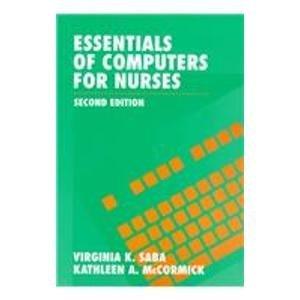 ESSENTIALS
OF COMPUTERS
FOR NURSES
SECOND EDITION
VIRGINIA K. SABA
KATHLEEN A. McCORMICK